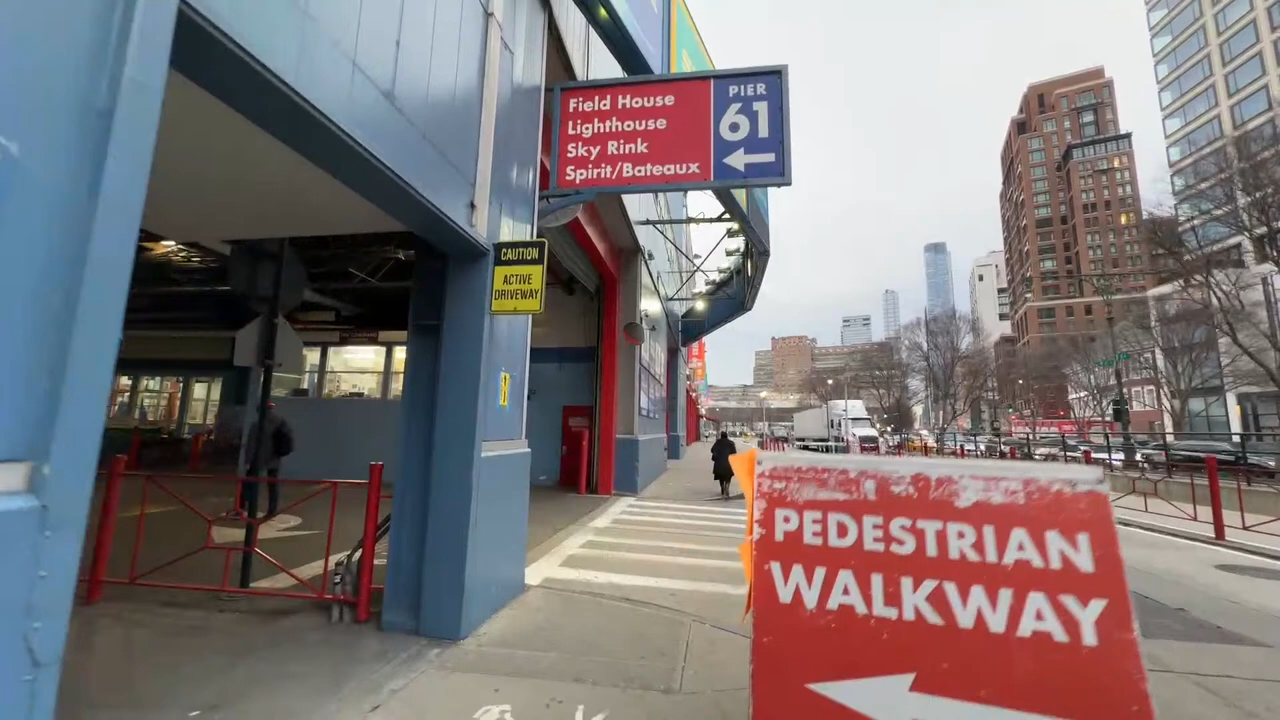 Field House
Lighthouse
Sky Rink
Spirit/Bateaux
PIER
61
CAUTION
ACTIVE
DRIVEWAY
PEDESTRIAN
WALKWAY